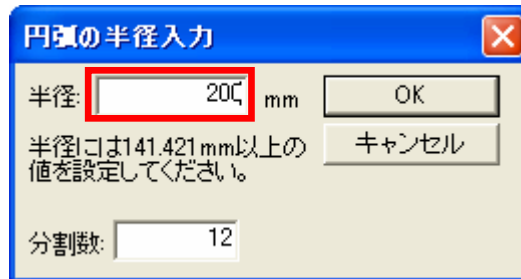 円弧の半径入力
半径: 200 mm OK
半径には141.421mm以上の
値を設定してください。
キャンセル
分割数: 12